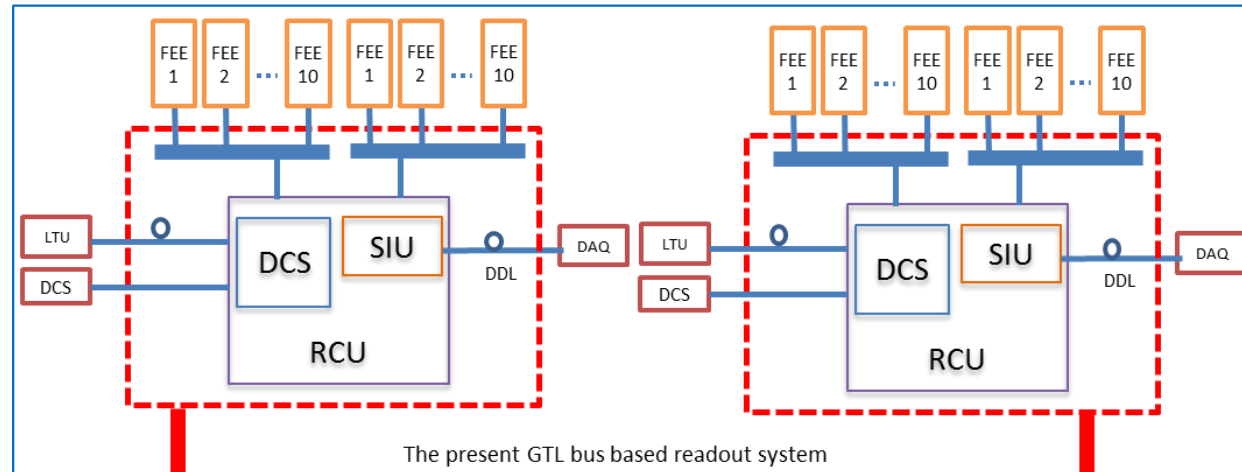 FEE 1
FEE 2
...
FEE 10
FEE 1
FEE 2
...
FEE 10
LTU
DCS
DCS
SIU
RCU
DDL
DAQ
FEE 1
FEE 2
...
FEE 10
FEE 1
FEE 2
...
FEE 10
LTU
DCS
DCS
SIU
RCU
DDL
DAQ
The present GTL bus based readout system